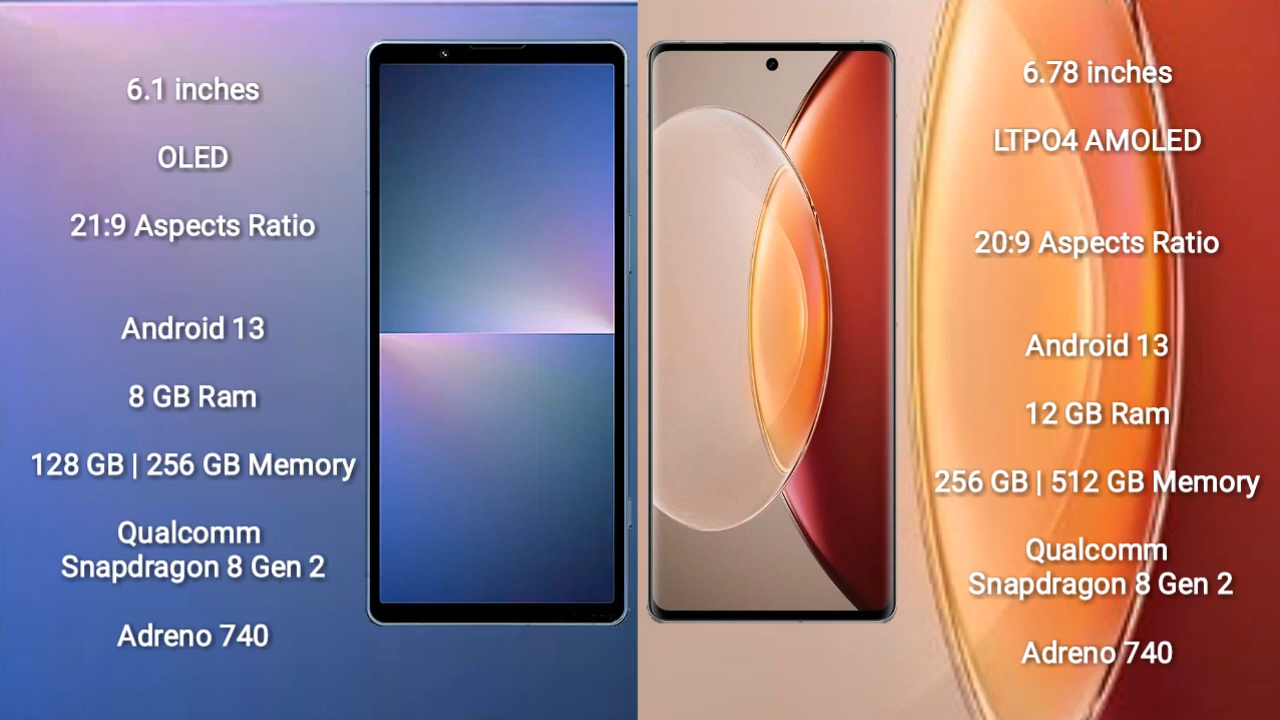 6.1 inches
OLED
21:9 Aspects Ratio
Android 13
8 GB Ram
128 GB | 256 GB Memory
Qualcomm
Snapdragon 8 Gen 2
Adreno 740
6.78 inches
LTPO4 AMOLED
20:9 Aspects Ratio
Android 13
12 GB Ram
256 GB | 512 GB Memory
Qualcomm
Snapdragon 8 Gen 2
Adreno 740